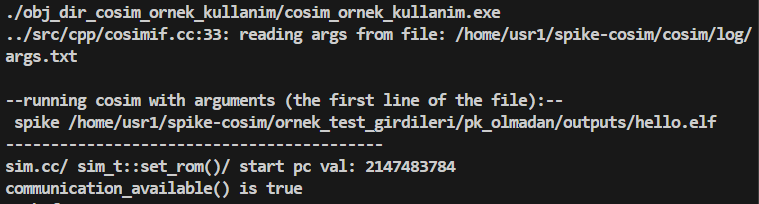 ./obj_dir_cosim_ornek_kullanim/cosim_ornek_kullanim.exe
../src/cpp/cosimif.cc:33: reading args from file: /home/usr1/spike-cosim/cosim/log/
args.txt
--running cosim with arguments (the first line of the file):--
spike /home/usr1/spike-cosim/ornek_test_girdileri/pk_olmadan/outputs/hello.elf
-------------------------------------------
sim.cc/ sim_t::set_rom()/ start pc val: 2147483784
communication_available() is true